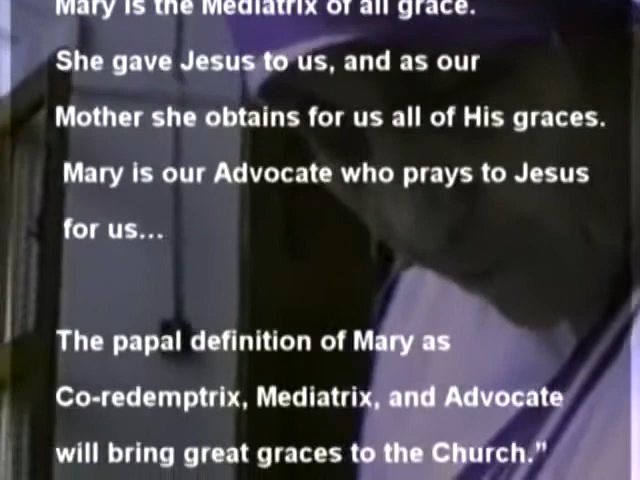 Mary is the Mediatrix of all grace.
She gave Jesus to us, and as our
Mother she obtains for us all of His graces.
Mary is our Advocate who prays to Jesus
for us...
The papal definition of Mary as
Co-redemptrix, Mediatrix, and Advocate
will bring great graces to the Church.”